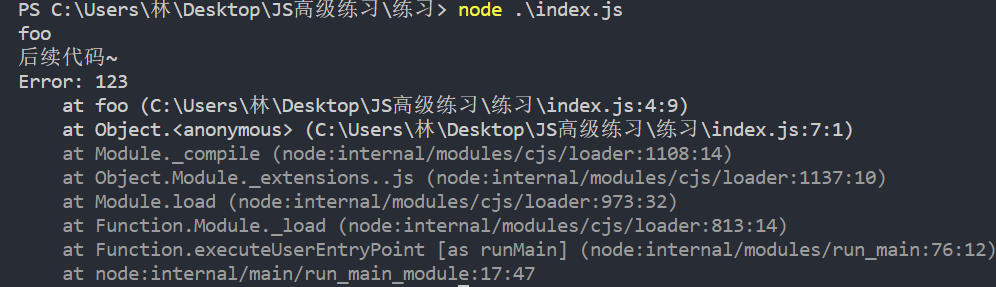 PS C:\Users\林\Desktop\JS高级练习\练习> node .\index.js
foo
后续代码~
Error: 123
    at foo (C:\Users\林\Desktop\JS高级练习\练习\index.js:4:9)
    at Object.<anonymous> (C:\Users\林\Desktop\JS高级练习\练习\index.js:7:1)
    at Module._compile (node:internal/modules/cjs/loader:1108:14)
    at Object.Module._extensions..js (node:internal/modules/cjs/loader:1137:10)
    at Module.load (node:internal/modules/cjs/loader:973:32)
    at Function.Module._load (node:internal/modules/cjs/loader:813:14)
    at Function.executeUserEntryPoint [as runMain] (node:internal/modules/run_main:76:12)
    at node:internal/main/run_main_module:17:47